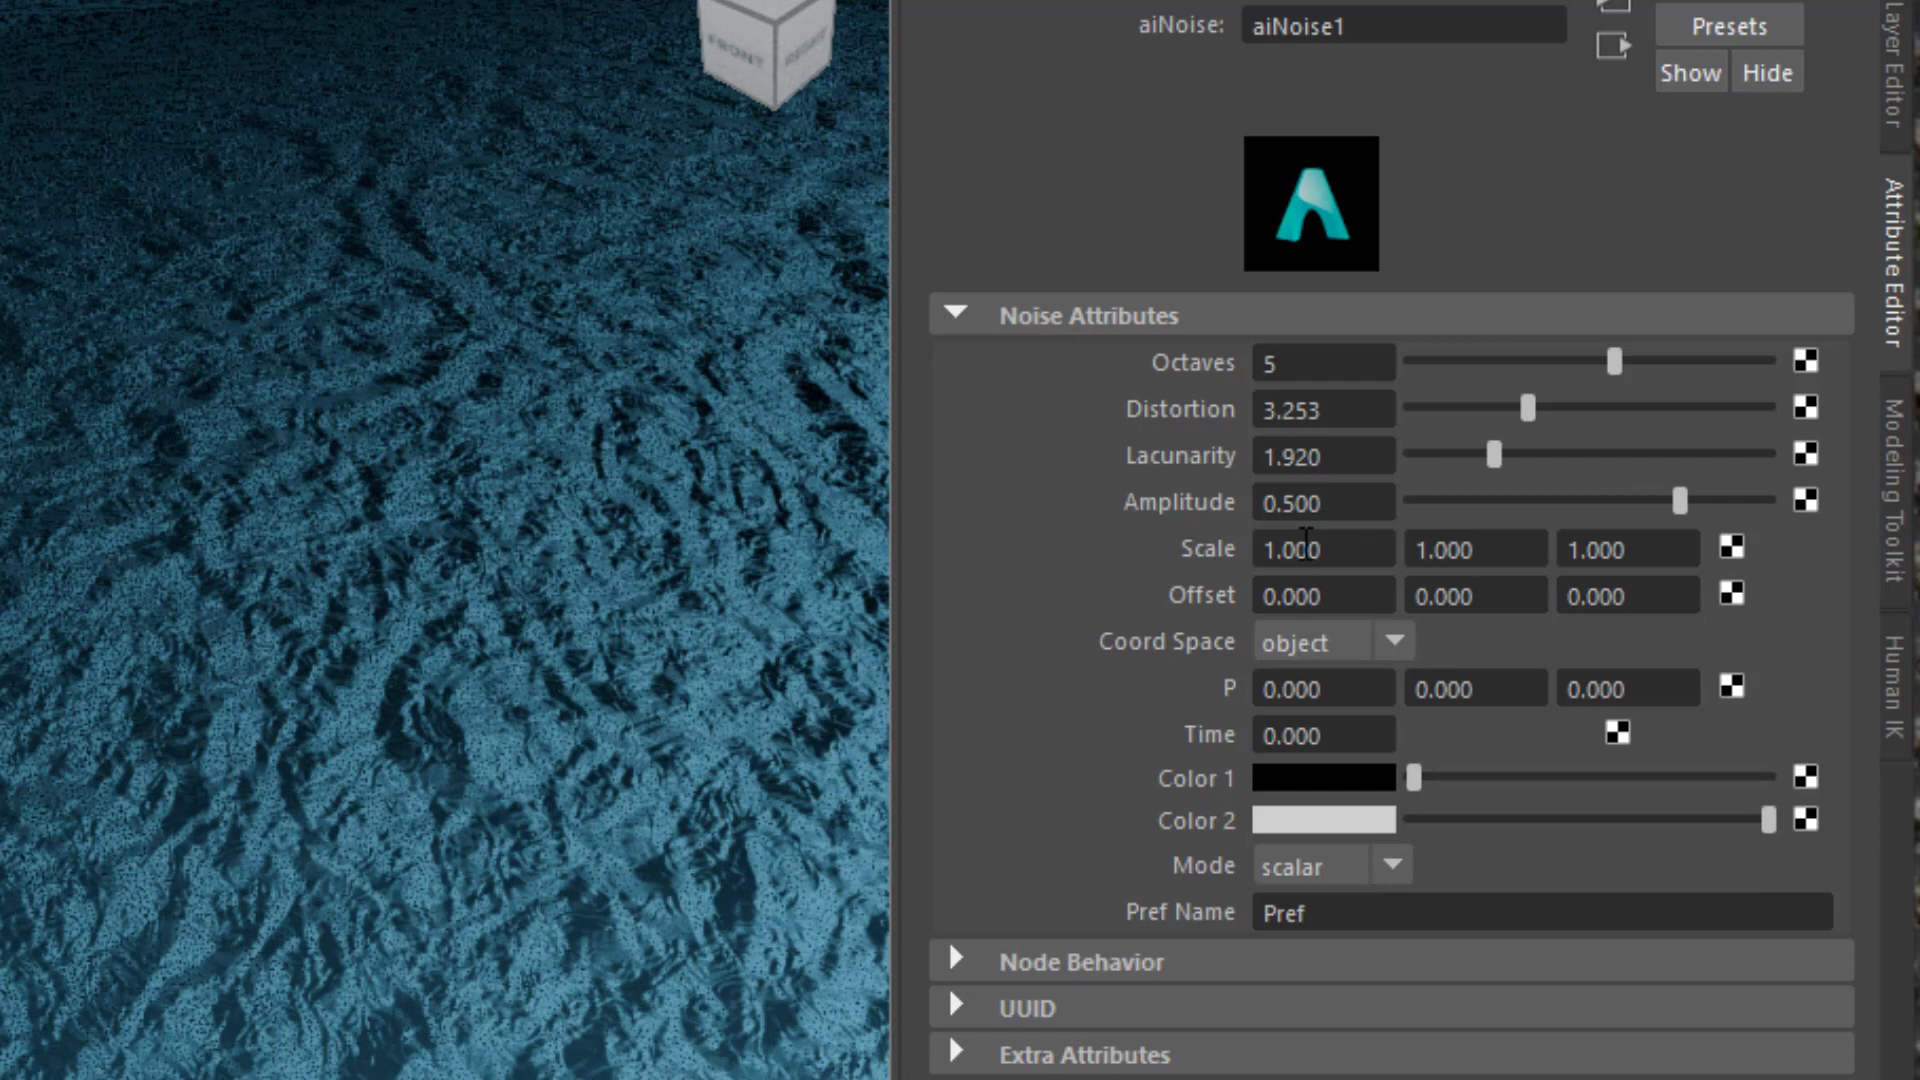 aiNoise: aiNoise1
Presets
Show Hide
FRONT RIGHT
Noise Attributes
Octaves 5
Distortion 3.253
Lacunarity 1.920
Amplitude 0.500
Scale 1.000 1.000 1.000
Offset 0.000 0.000 0.000
Coord Space object
P 0.000 0.000 0.000
Time 0.000
Color 1
Color 2
Mode scalar
Pref Name Pref
Node Behavior
UUID
Extra Attributes
Layer Editor
Attribute Editor
Modeling Toolkit
Human IK